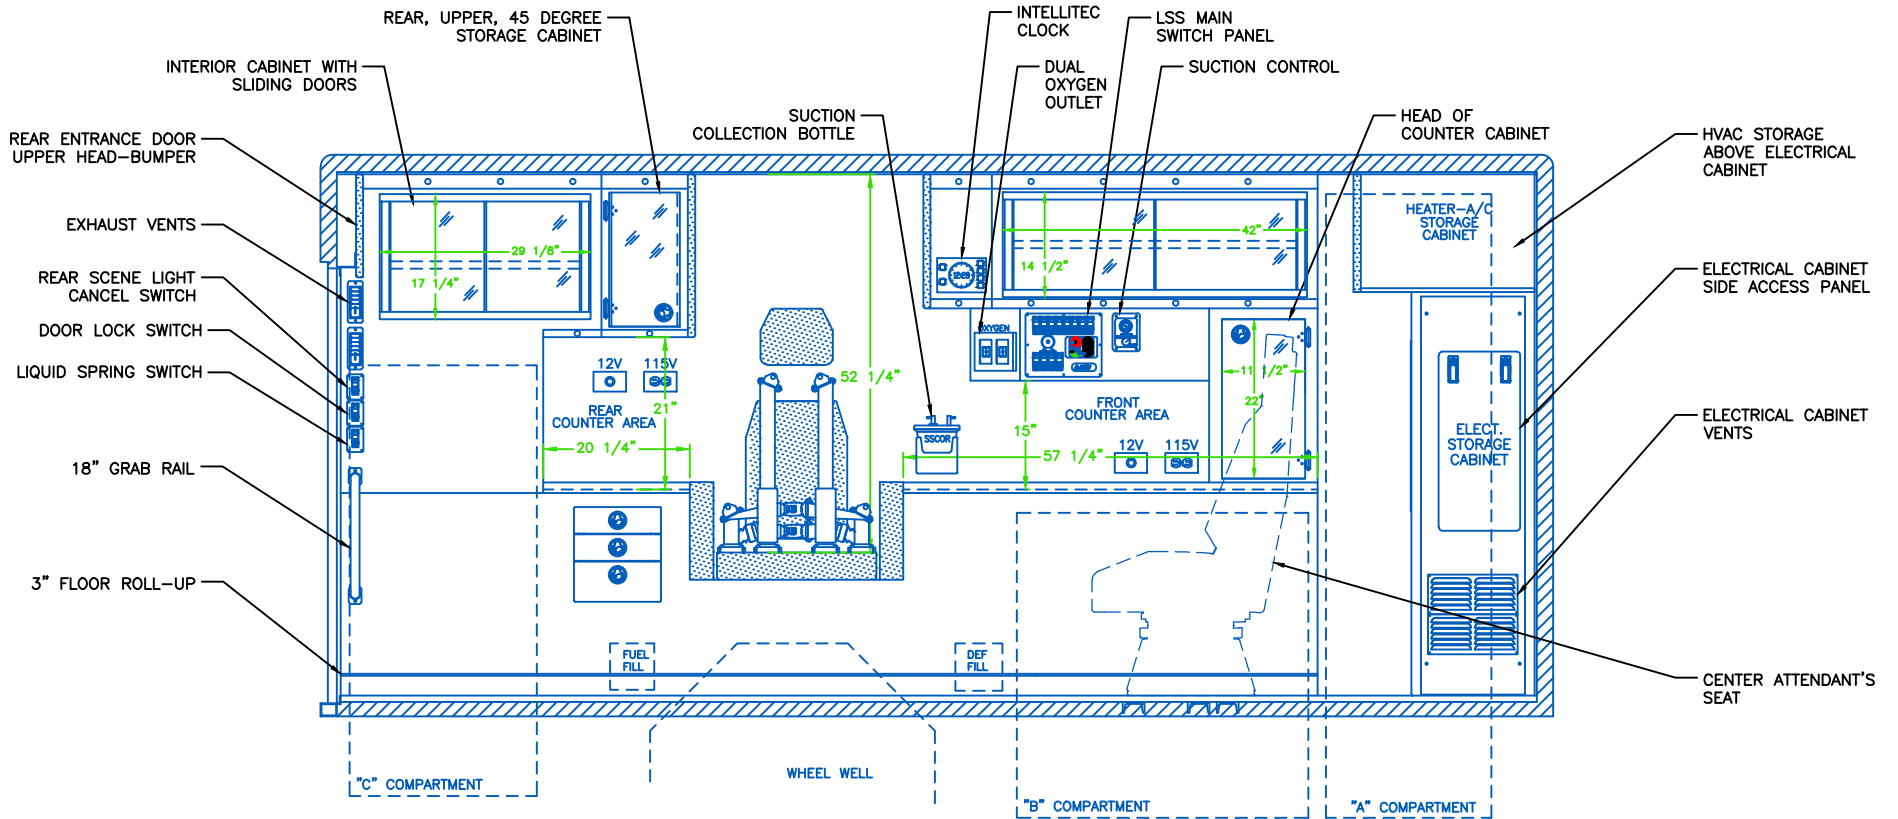 REAR, UPPER, 45 DEGREE
STORAGE CABINET
INTELLITEC
CLOCK
LSS MAIN
SWITCH PANEL
INTERIOR CABINET WITH
SLIDING DOORS
DUAL
OXYGEN
OUTLET
SUCTION CONTROL
SUCTION
COLLECTION BOTTLE
HEAD OF
COUNTER CABINET
REAR ENTRANCE DOOR
UPPER HEAD-BUMPER
HVAC STORAGE
ABOVE ELECTRICAL
CABINET
EXHAUST VENTS
REAR SCENE LIGHT
CANCEL SWITCH
DOOR LOCK SWITCH
LIQUID SPRING SWITCH
18" GRAB RAIL
3" FLOOR ROLL-UP
ELECTRICAL CABINET
SIDE ACCESS PANEL
ELECTRICAL CABINET
VENTS
CENTER ATTENDANT'S
SEAT
HEATER-A/C
STORAGE
CABINET
29 1/8"
17 1/4"
42"
14 1/2"
OXYGEN
12V
115V
REAR
COUNTER AREA
21"
20 1/4"
52 1/4"
SSCOR
15"
FRONT
COUNTER AREA
57 1/4"
12V
115V
11 1/2"
22"
ELECT.
STORAGE
CABINET
FUEL
FILL
DEF
FILL
WHEEL WELL
"C" COMPARTMENT
"B" COMPARTMENT
"A" COMPARTMENT